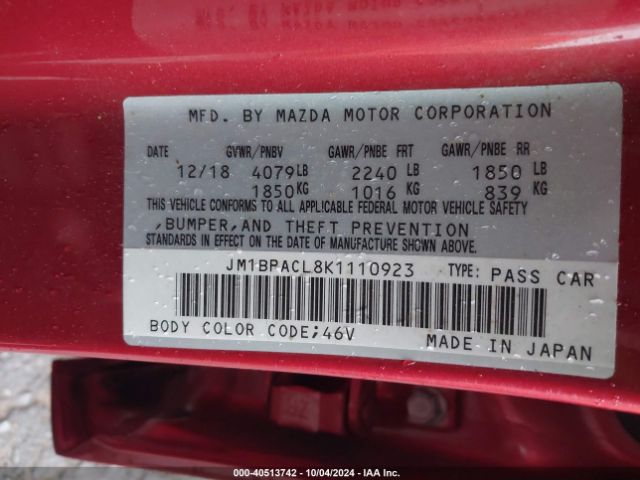 MFD. BY MAZDA MOTOR CORPORATION
DATE GVWR/PNBV GAWR/PNBE FRT GAWR/PNBE RR
12/18 4079LB 2240 LB 1850 LB
1850KG 1016 KG 839 KG
THIS VEHICLE CONFORMS TO ALL APPLICABLE FEDERAL MOTOR VEHICLE SAFETY
,BUMPER,AND THEFT PREVENTION
STANDARDS IN EFFECT ON THE DATE OF MANUFACTURE SHOWN ABOVE.
JM1BPACL8K1110923 TYPE: PASS CAR
BODY COLOR CODE;46V MADE IN JAPAN
000-40513742 - 10/04/2024 - IAA Inc.